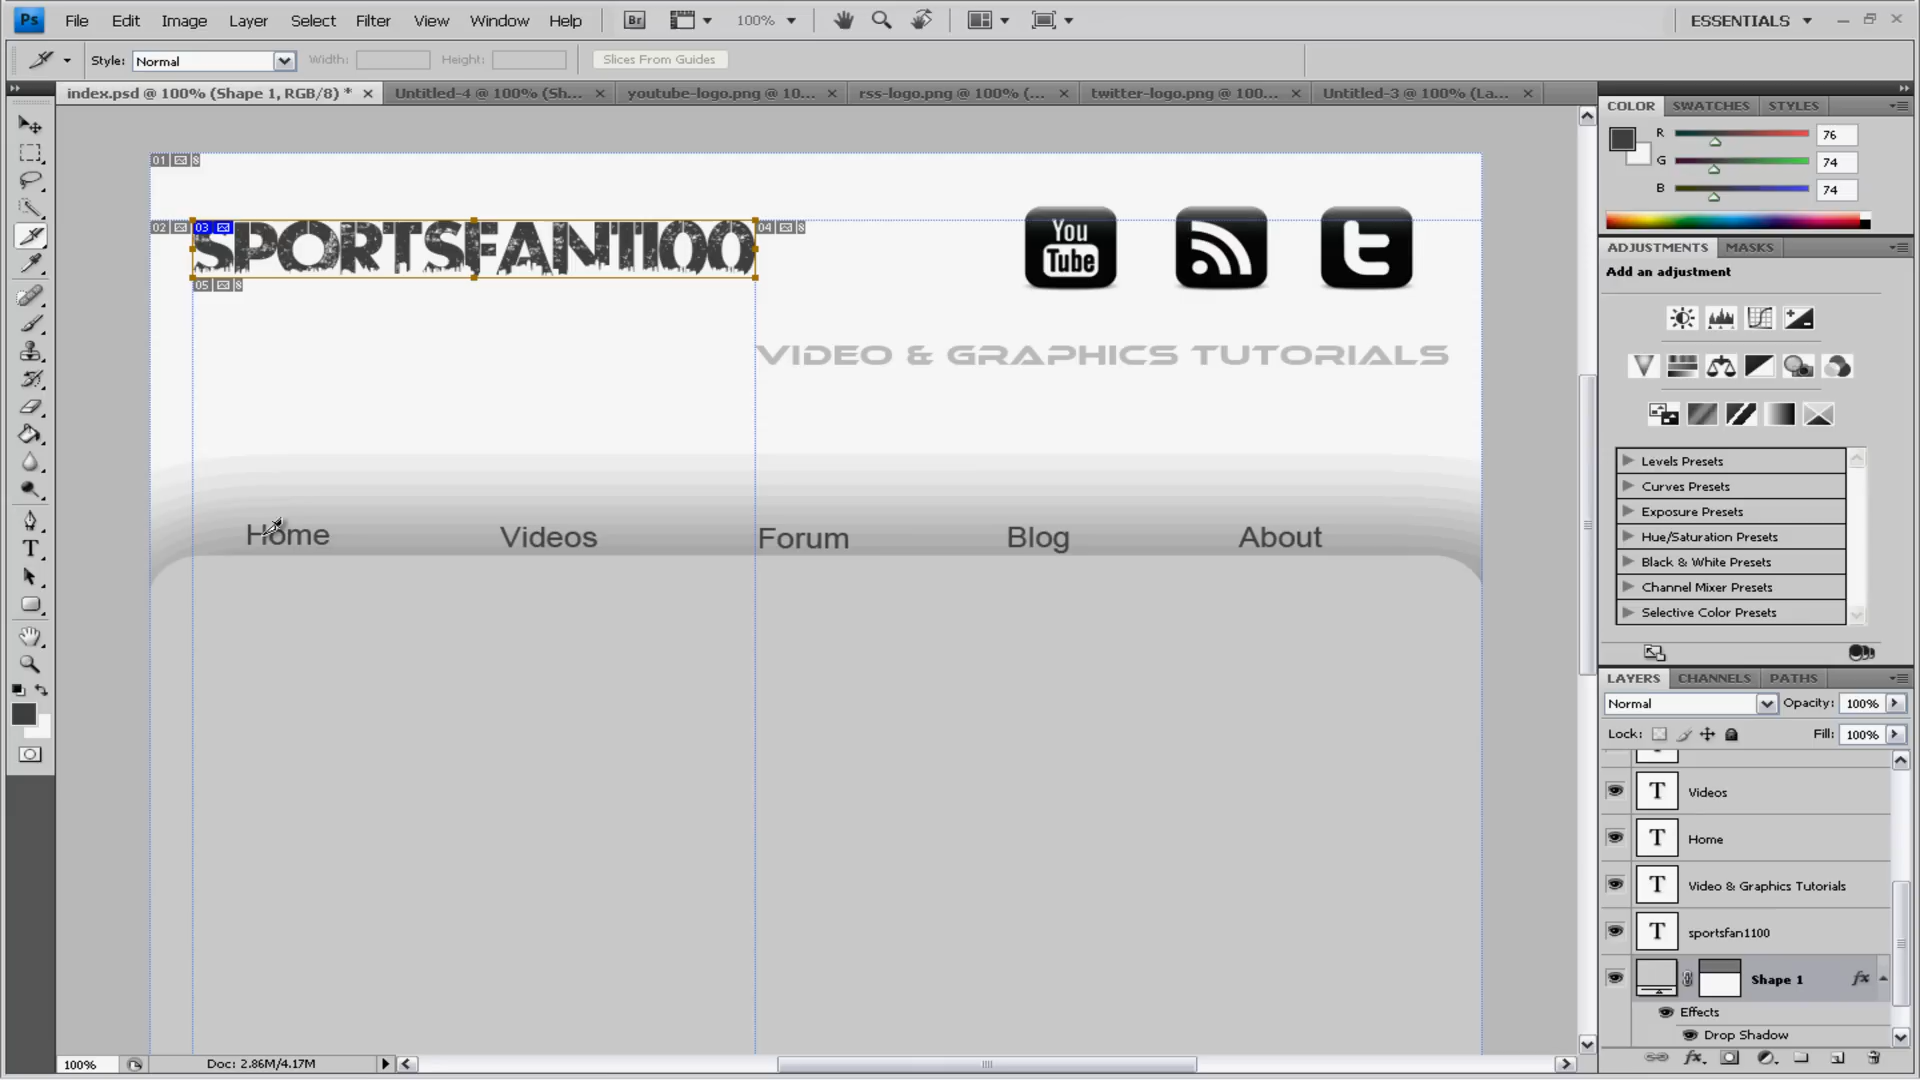 Ps File Edit Image Layer Select Filter View Window Help Br 100% ESSENTIALS
Style: Normal Width: Height: Slices From Guides
index.psd @ 100% (Shape 1, RGB/8) * Untitled-4 @ 100% (Sh... youtube-logo.png @ 10... rss-logo.png @ 100% (... twitter-logo.png @ 100... Untitled-3 @ 100% (La...
COLOR SWATCHES STYLES
R 76
G 74
B 74
01
02 03 SPORTSFAN1100 04
05
You
Tube
VIDEO & GRAPHICS TUTORIALS
Home Videos Forum Blog About
ADJUSTMENTS MASKS
Add an adjustment
Levels Presets
Curves Presets
Exposure Presets
Hue/Saturation Presets
Black & White Presets
Channel Mixer Presets
Selective Color Presets
LAYERS CHANNELS PATHS
Normal Opacity: 100%
Lock: Fill: 100%
T Videos
T Home
T Video & Graphics Tutorials
T sportsfan1100
Shape 1 fx
Effects
Drop Shadow
100% Doc: 2.86M/4.17M